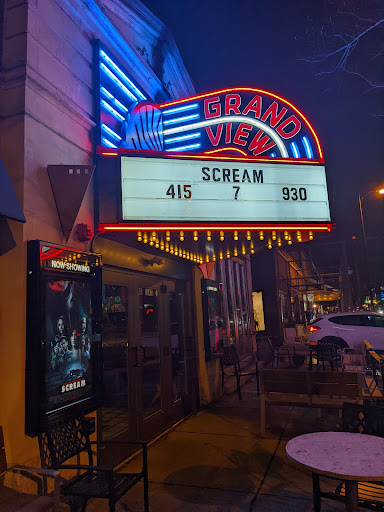 GRAND
VIEW
SCREAM
415 7 930
NOW SHOWING
SCREAM